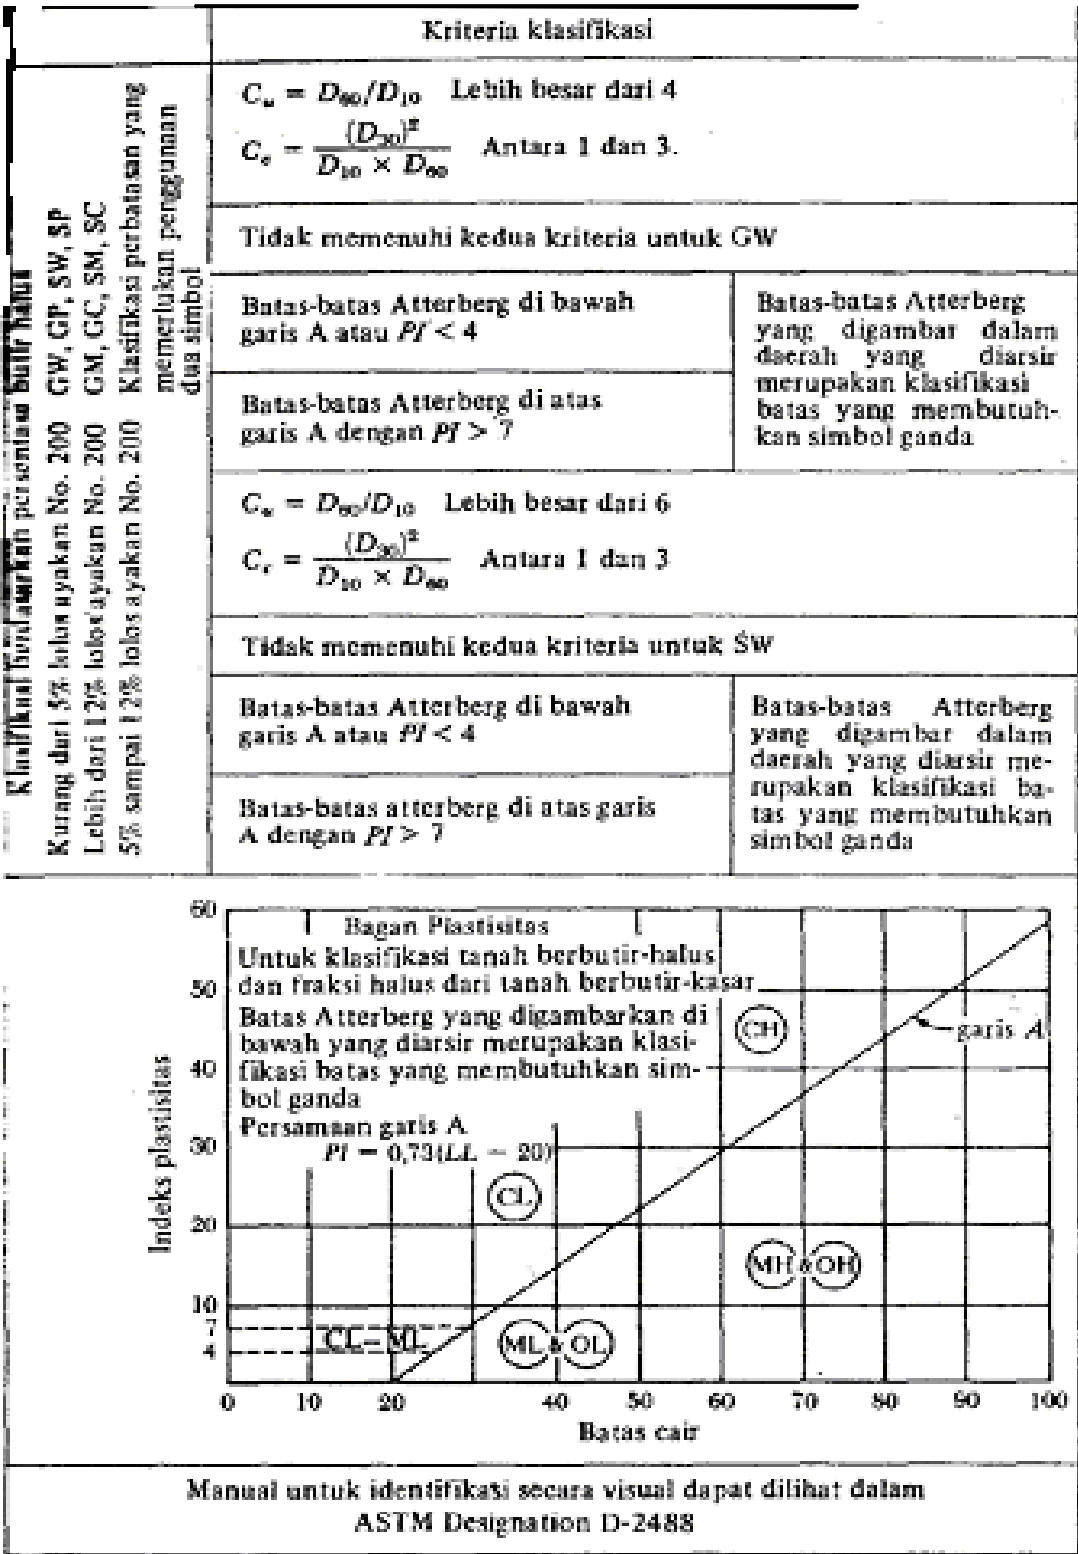 Kriteria klasifikasi
Klasifikasi berdasarkan persentase butir halus
Kurang dari 5% lolos ayakan No. 200 GW, GP, SW, SP
Lebih dari 12% lolos ayakan No. 200 GM, GC, SM, SC
5% sampai 12% lolos ayakan No. 200 Klasifikasi perbatasan yang
memerlukan penggunaan
dua simbol
Cu = D60/D10 Lebih besar dari 4
Cc = (D30)² / D10 × D60 Antara 1 dan 3.
Tidak memenuhi kedua kriteria untuk GW
Batas-batas Atterberg di bawah
garis A atau PI < 4
Batas-batas Atterberg di atas
garis A dengan PI > 7
Batas-batas Atterberg
yang digambar dalam
daerah yang diarsir
merupakan klasifikasi
batas yang membutuh-
kan simbol ganda
Cu = D60/D10 Lebih besar dari 6
Cc = (D30)² / D10 × D60 Antara 1 dan 3
Tidak memenuhi kedua kriteria untuk SW
Batas-batas Atterberg di bawah
garis A atau PI < 4
Batas-batas atterberg di atas garis
A dengan PI > 7
Batas-batas Atterberg
yang digambar dalam
daerah yang diarsir me-
rupakan klasifikasi ba-
tas yang membutuhkan
simbol ganda
Bagan Plastisitas
Untuk klasifikasi tanah berbutir-halus
dan fraksi halus dari tanah berbutir-kasar
Batas Atterberg yang digambarkan di
bawah yang diarsir merupakan klasi-
fikasi batas yang membutuhkan sim-
bol ganda
Persamaan garis A
PI = 0,73(LL − 20)
Indeks plastisitas
60
50
40
30
20
10
7
4
CH
garis A
CL
MH & OH
CL-ML
ML & OL
0 10 20 40 50 60 70 80 90 100
Batas cair
Manual untuk identifikasi secara visual dapat dilihat dalam
ASTM Designation D-2488